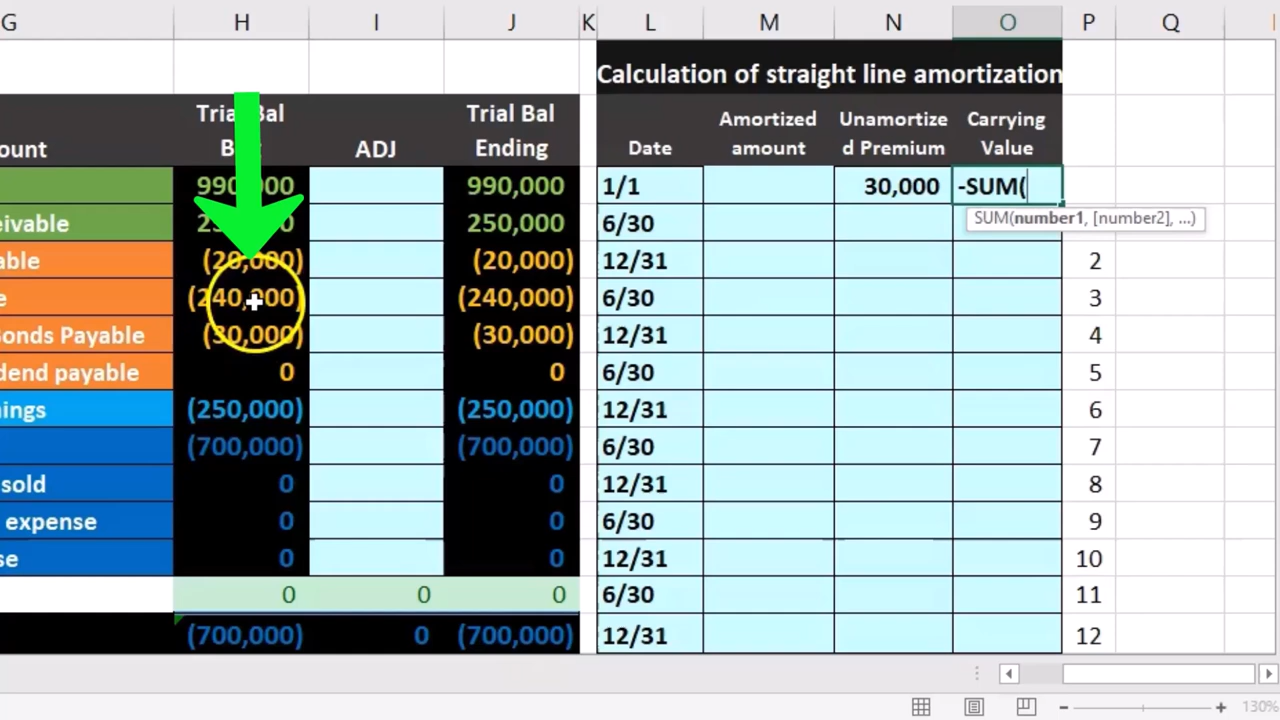 G H I J K L M N O P Q
Calculation of straight line amortization
Trial Bal Trial Bal Amortized Unamortize Carrying
ount ADJ Ending Date amount d Premium Value
990,000 990,000 1/1 30,000 -SUM(
SUM(number1, [number2], ...)
eivable 250,000 6/30
able (20,000) (20,000) 12/31 2
e (240,000) (240,000) 6/30 3
Bonds Payable (30,000) (30,000) 12/31 4
dend payable 0 0 6/30 5
nings (250,000) (250,000) 12/31 6
(700,000) (700,000) 6/30 7
sold 0 0 12/31 8
expense 0 0 6/30 9
se 0 0 12/31 10
0 0 0 6/30 11
(700,000) 0 (700,000) 12/31 12
130%